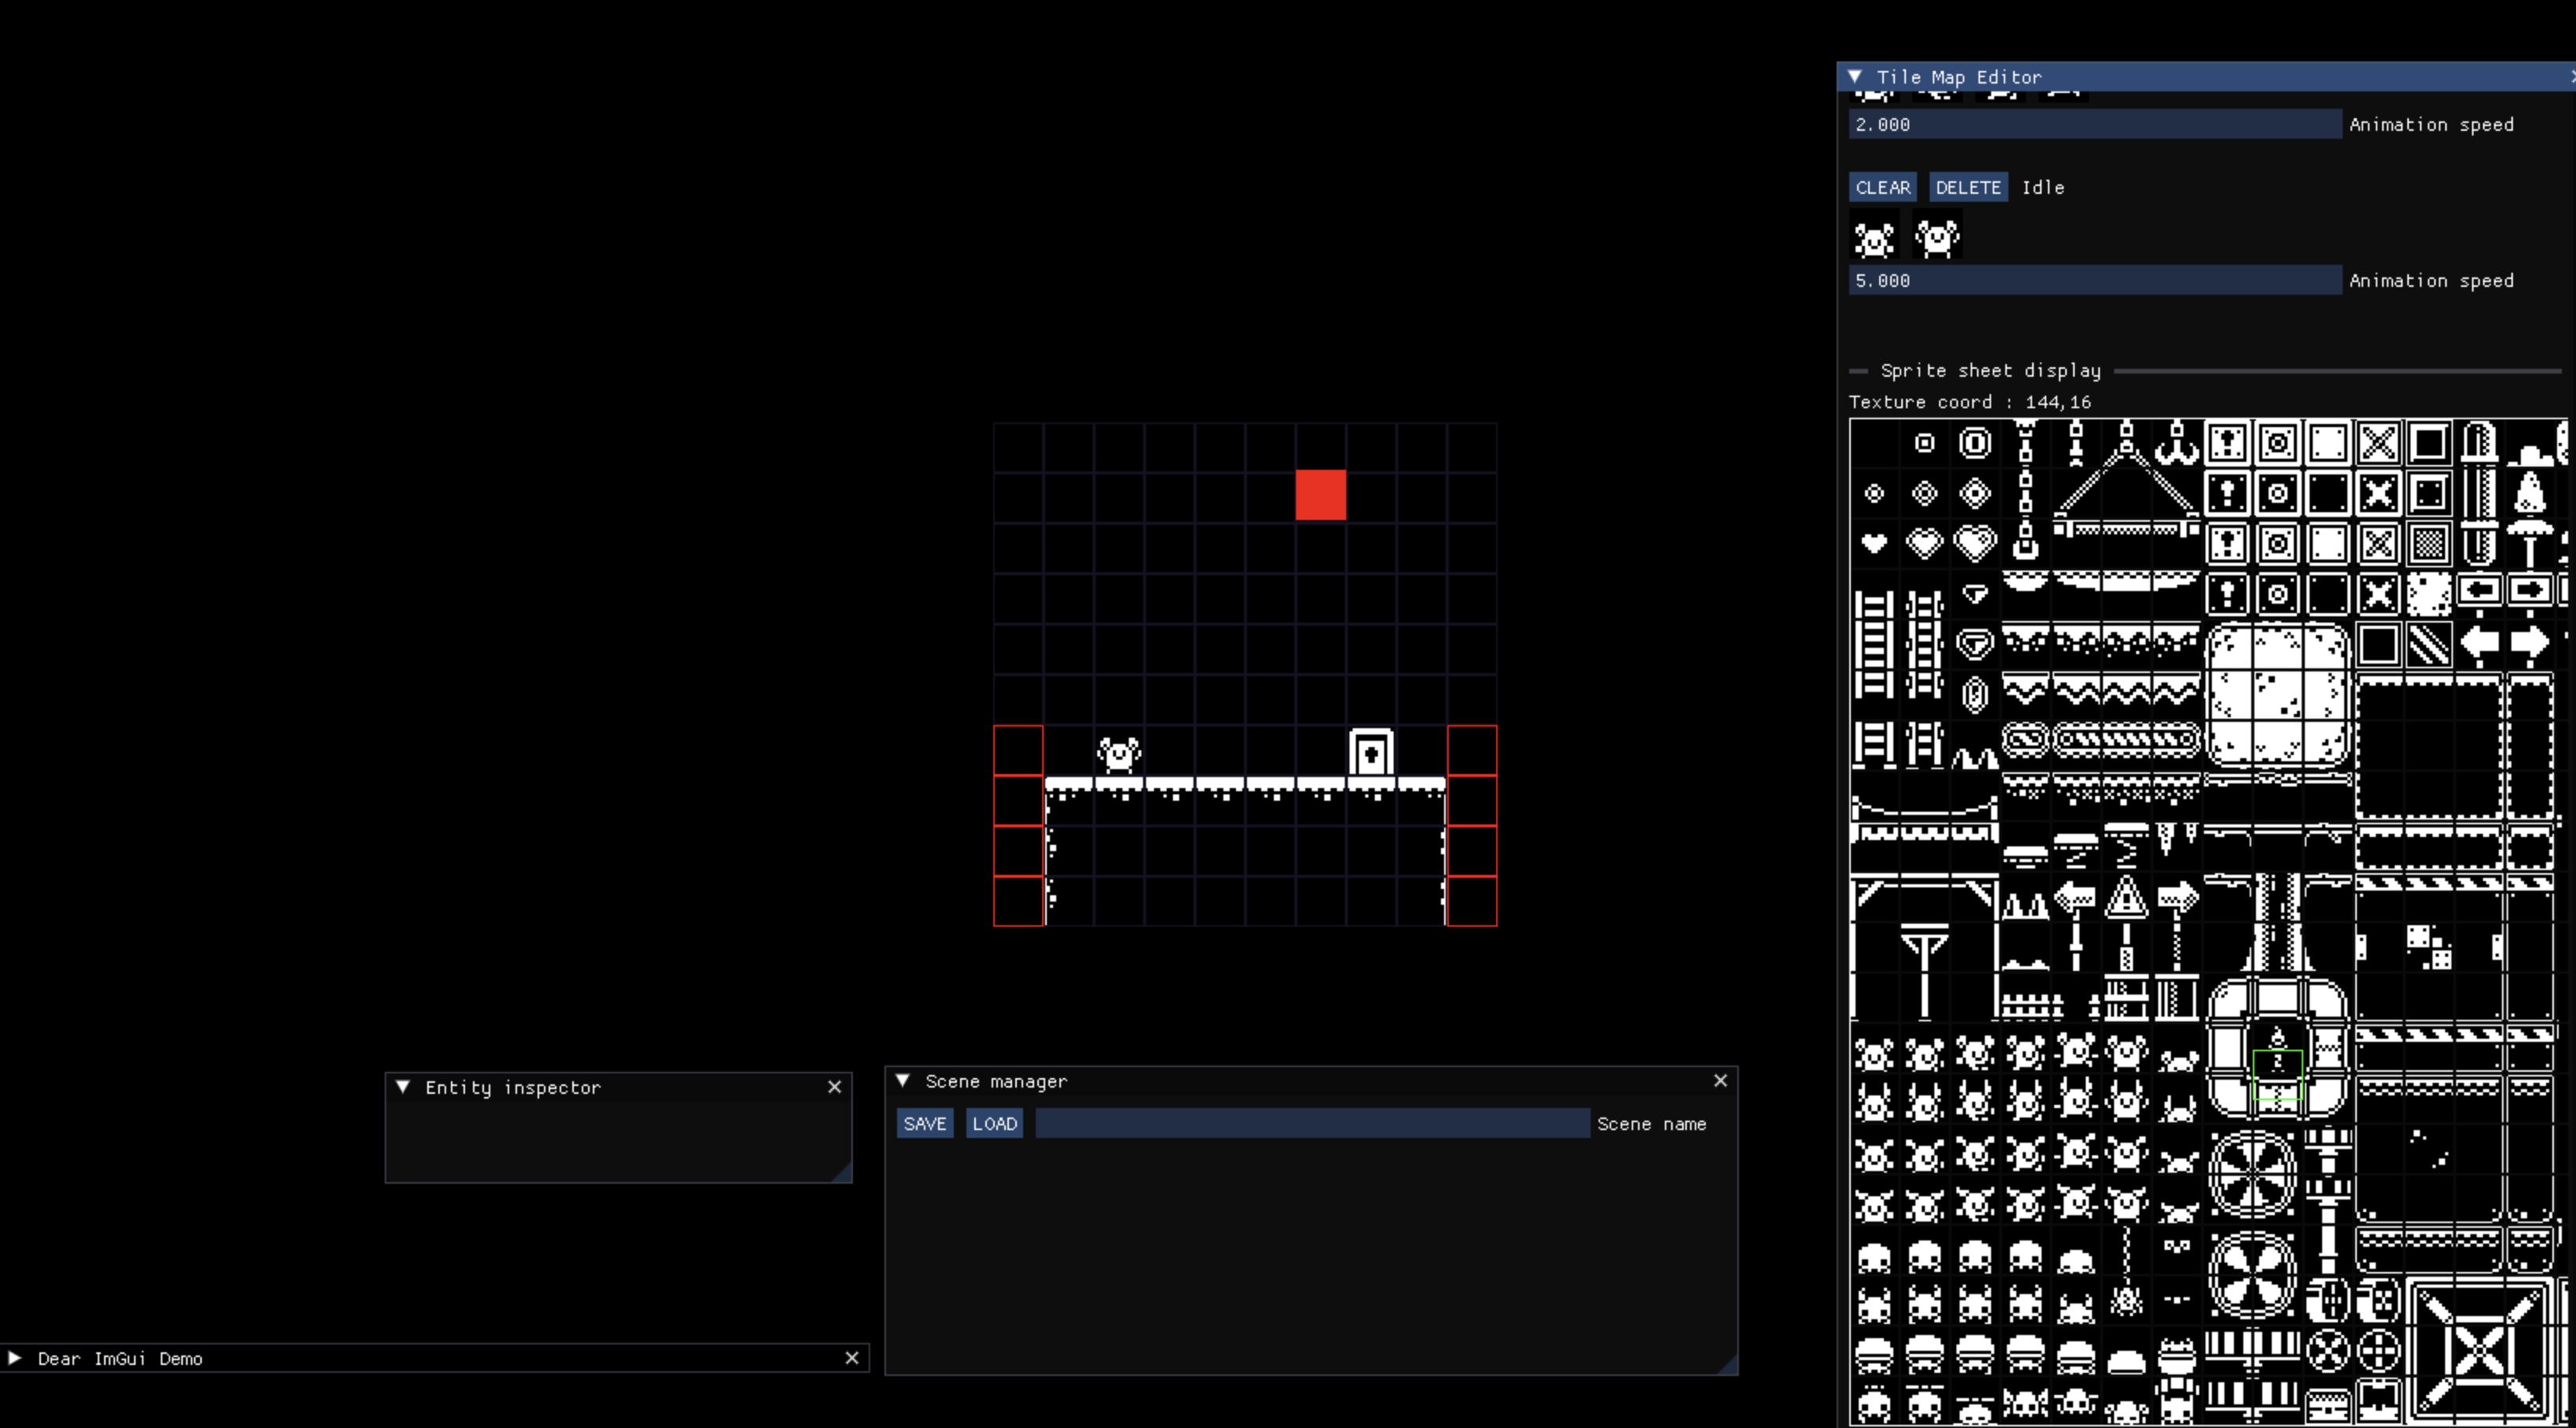 Tile Map Editor
2.000 Animation speed
CLEAR DELETE Idle
5.000 Animation speed
Sprite sheet display
Texture coord : 144,16
Entity inspector
Scene manager
SAVE LOAD Scene name
Dear ImGui Demo